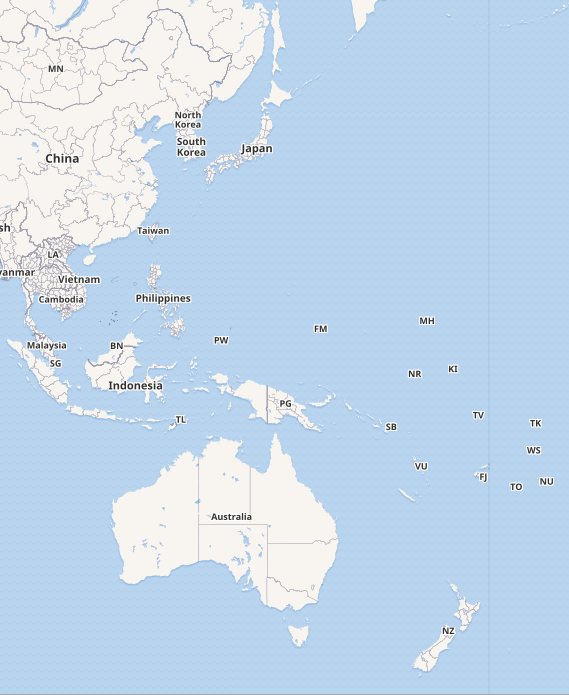 MN
North
Korea
South
Korea
Japan
China
sh
Taiwan
LA
yanmar
Vietnam
Cambodia
Philippines
MH
FM
PW
Malaysia
BN
SG
KI
NR
Indonesia
PG
TV
TL
TK
SB
WS
VU
FJ
NU
TO
Australia
NZ